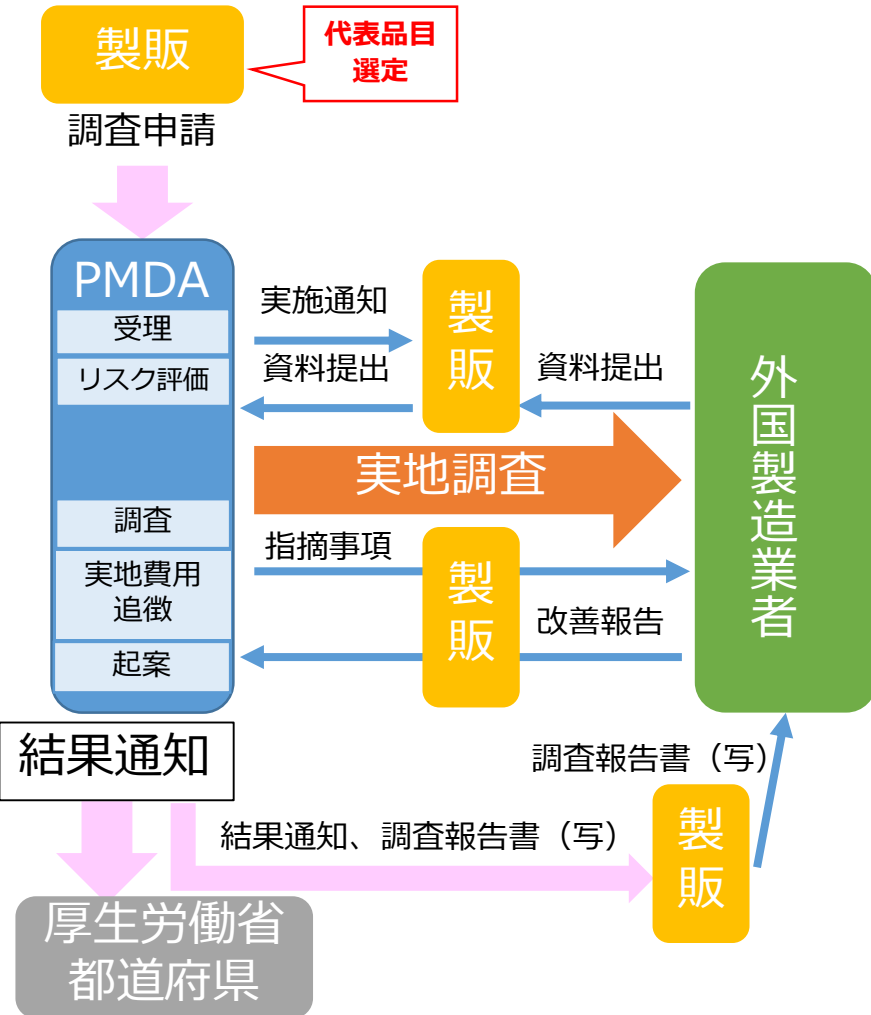 製販
代表品目
選定
調査申請
PMDA
受理
リスク評価
調査
実地費用
追徴
起案
実施通知
資料提出
製
販
資料提出
実地調査
指摘事項
製
販
改善報告
外
国
製
造
業
者
結果通知
調査報告書（写）
結果通知、調査報告書（写）
製
販
厚生労働省
都道府県